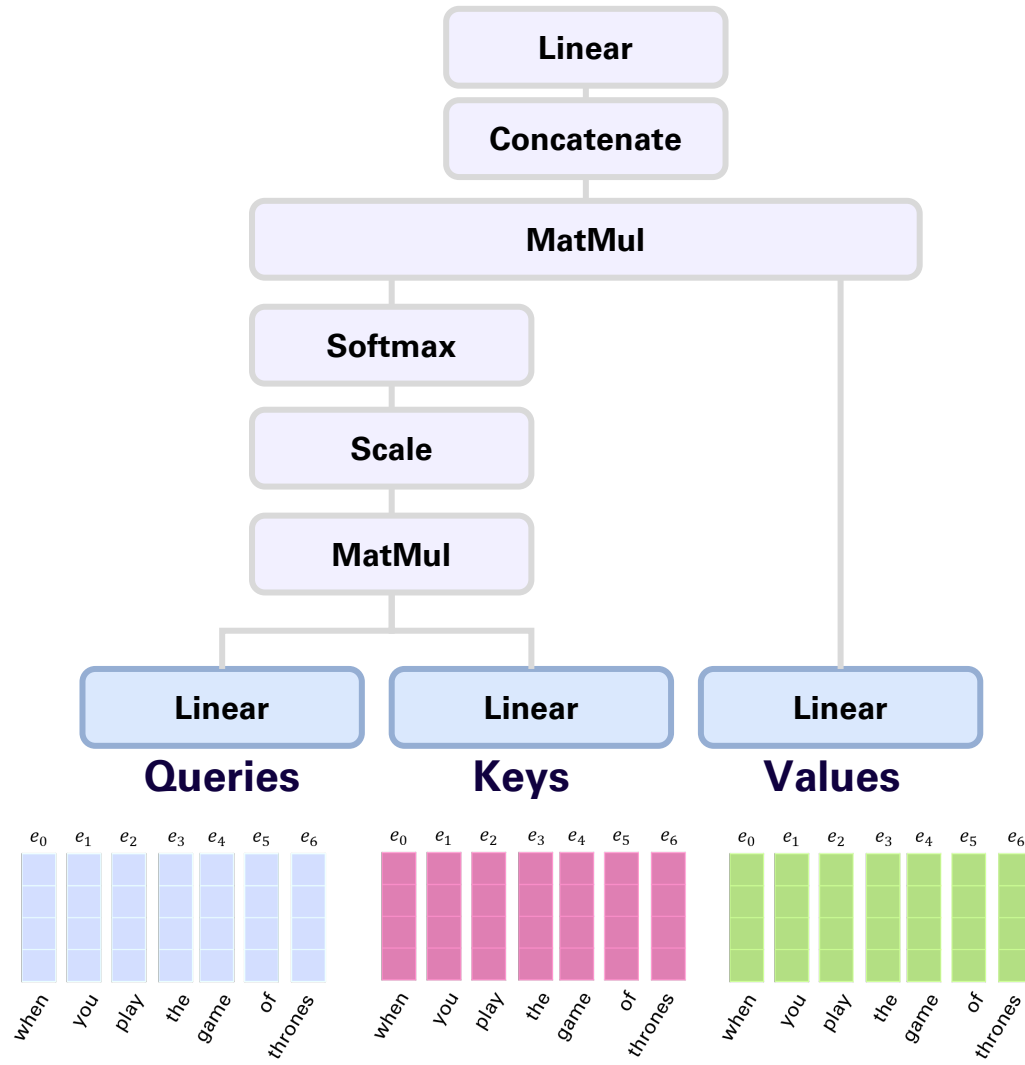 Linear
Concatenate
MatMul
Softmax
Scale
MatMul
Linear Linear Linear
Queries Keys Values
e₀ e₁ e₂ e₃ e₄ e₅ e₆ e₀ e₁ e₂ e₃ e₄ e₅ e₆ e₀ e₁ e₂ e₃ e₄ e₅ e₆
when you play the game of thrones when you play the game of thrones when you play the game of thrones